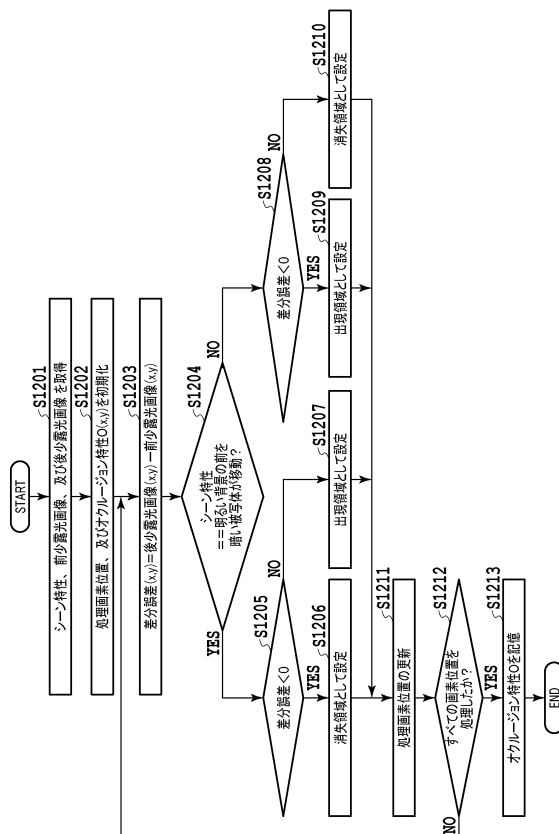 START
S1201
シーン特性、前少露光画像、及び後少露光画像を取得
S1202
処理画素位置、及びオクルージョン特性O(x,y)を初期化
S1203
差分誤差(x,y)=後少露光画像(x,y)－前少露光画像(x,y)
S1204
シーン特性
==明るい背景の前を
暗い被写体が移動？
YES
NO
S1205
差分誤差<0
YES
NO
S1206
消失領域として設定
S1207
出現領域として設定
S1208
差分誤差<0
YES
NO
S1209
出現領域として設定
S1210
消失領域として設定
S1211
処理画素位置の更新
S1212
すべての画素位置を
処理したか？
NO
YES
S1213
オクルージョン特性Oを記憶
END